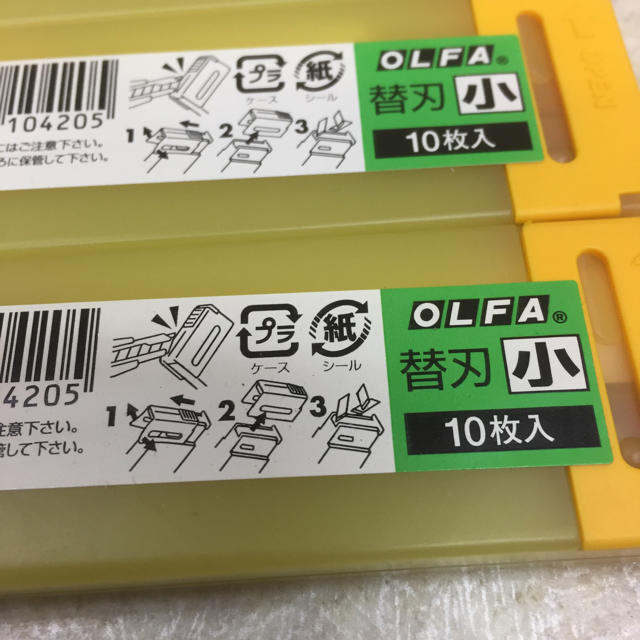 OPEN
OLFA®
替刃 小
10枚入
プラ
ケース
紙
シール
1 2 3
104205
にはご注意下さい。
ろに保管して下さい。
OLFA®
替刃 小
10枚入
プラ
ケース
紙
シール
1 2 3
4205
注意下さい。
管して下さい。